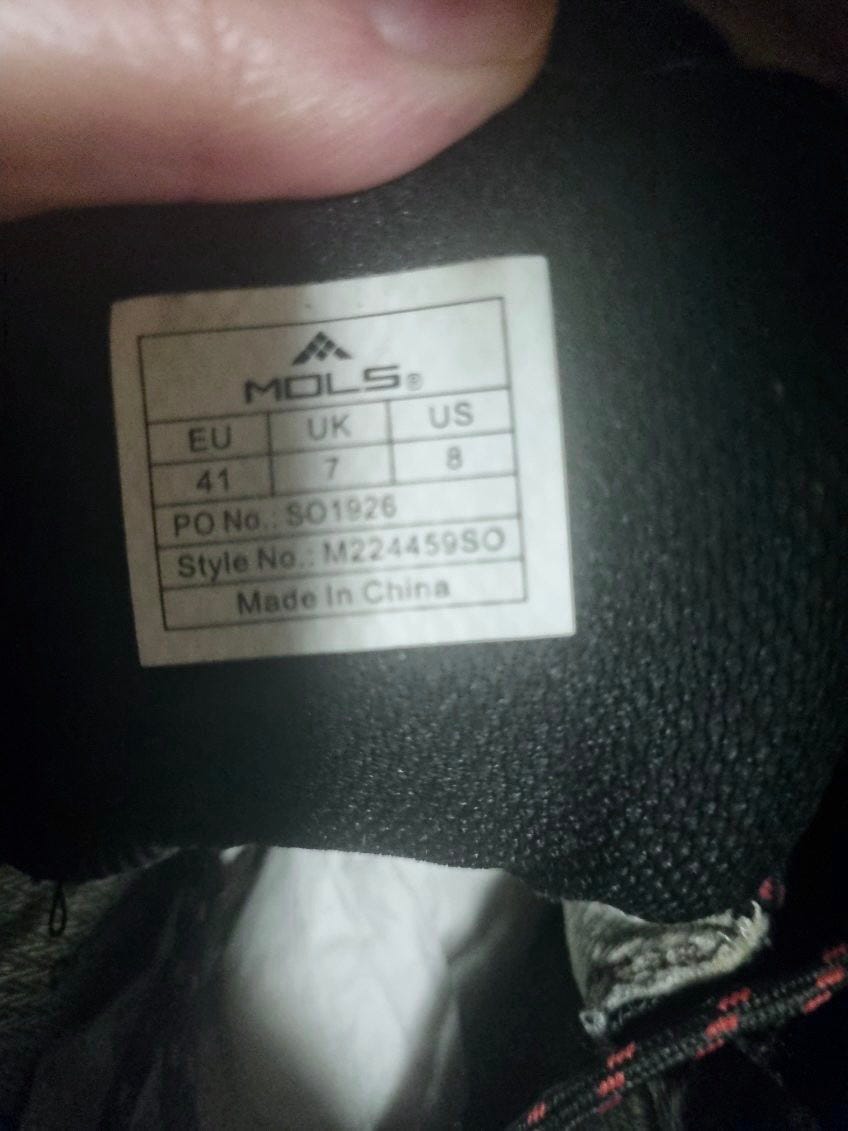 MOLS®
EU UK US
41 7 8
PO No.: SO1926
Style No.: M224459SO
Made In China